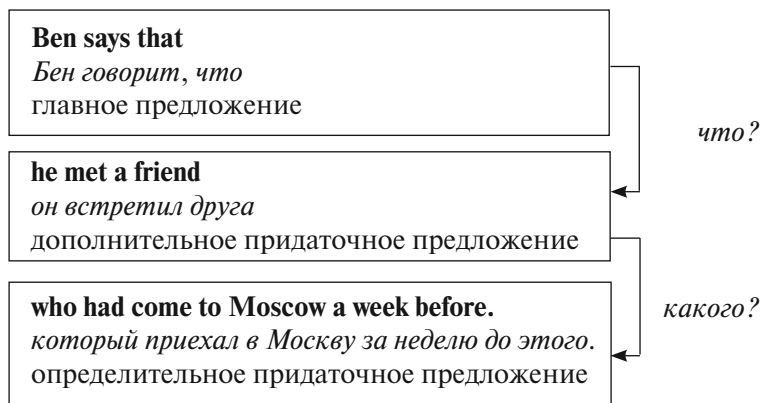 Ben says that
Бен говорит, что
главное предложение
что?
he met a friend
он встретил друга
дополнительное придаточное предложение
who had come to Moscow a week before.
какого?
который приехал в Москву за неделю до этого.
определительное придаточное предложение